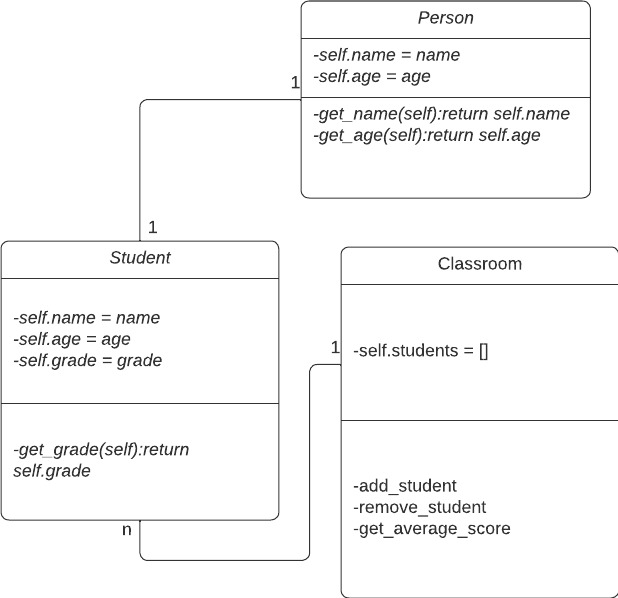 Person
-self.name = name
-self.age = age
1
-get_name(self):return self.name
-get_age(self):return self.age
1
Student
-self.name = name
-self.age = age
-self.grade = grade
-get_grade(self):return
self.grade
n
Classroom
1
-self.students = []
-add_student
-remove_student
-get_average_score